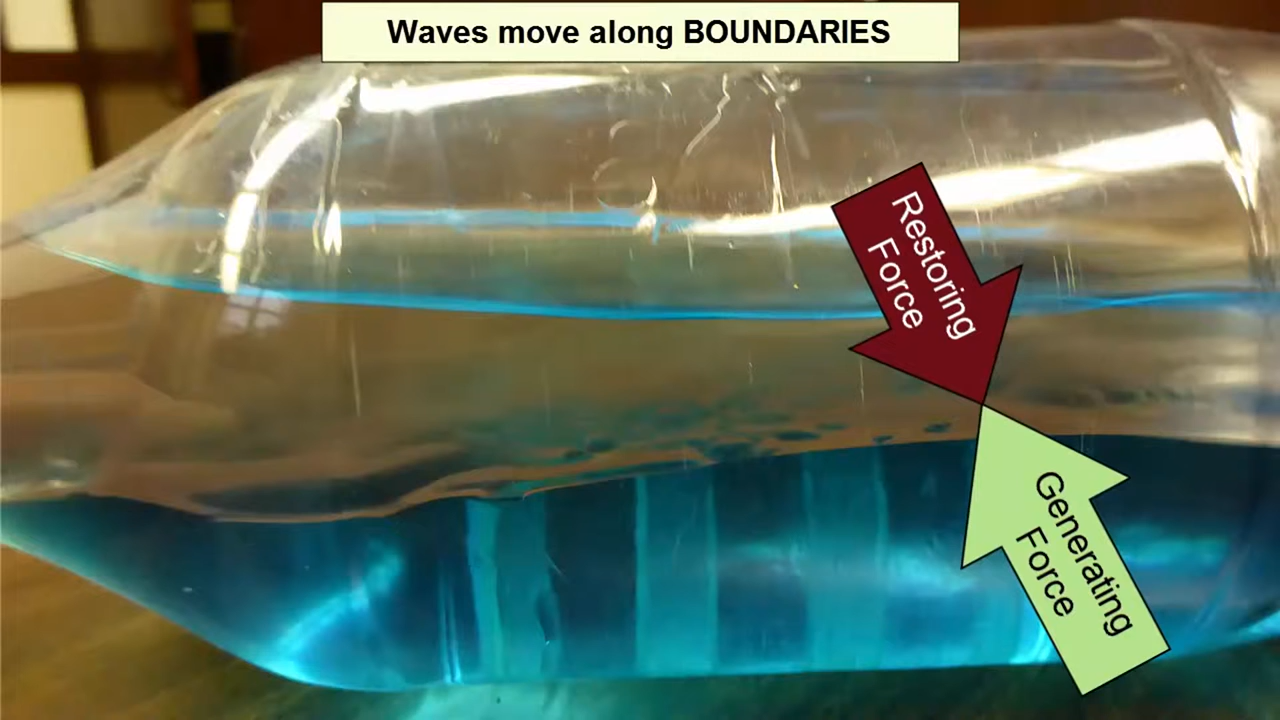 Waves move along BOUNDARIES
Restoring
Force
Generating
Force